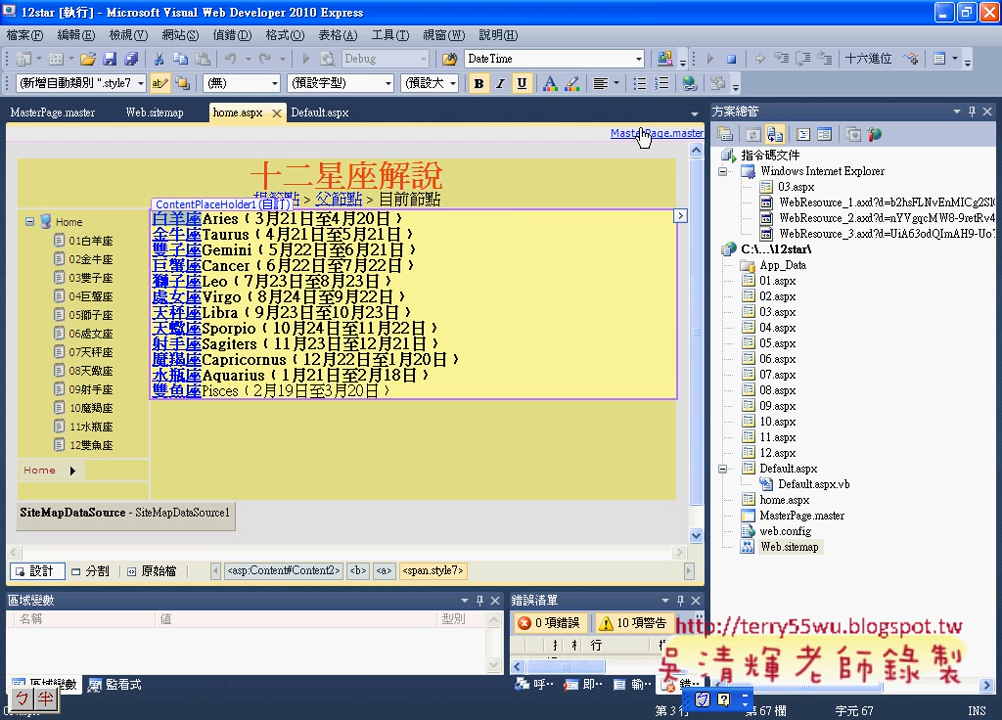 12star [執行] - Microsoft Visual Web Developer 2010 Express
檔案(F) 編輯(E) 檢視(V) 網站(S) 偵錯(D) 格式(O) 表格(A) 工具(T) 視窗(W) 說明(H)
Debug DateTime 十六進位
(新增自動類別 ".style7 (無) (預設字型) (預設大 B I U A
MasterPage.master Web.sitemap home.aspx Default.aspx
MasterPage.master
十二星座解說
根節點 > 父節點 > 目前節點
ContentPlaceHolder1 (自訂)
白羊座Aries﹝3月21日至4月20日﹞
金牛座Taurus﹝4月21日至5月21日﹞
雙子座Gemini﹝5月22日至6月21日﹞
巨蟹座Cancer﹝6月22日至7月22日﹞
獅子座Leo﹝7月23日至8月23日﹞
處女座Virgo﹝8月24日至9月22日﹞
天秤座Libra﹝9月23日至10月23日﹞
天蠍座Sporpio﹝10月24日至11月22日﹞
射手座Sagiters﹝11月23日至12月21日﹞
魔羯座Capricornus﹝12月22日至1月20日﹞
水瓶座Aquarius﹝1月21日至2月18日﹞
雙魚座Pisces﹝2月19日至3月20日﹞
Home
01白羊座
02金牛座
03雙子座
04巨蟹座
05獅子座
06處女座
07天秤座
08天蠍座
09射手座
10魔羯座
11水瓶座
12雙魚座
Home
SiteMapDataSource - SiteMapDataSource1
設計 分割 原始檔 <asp:Content#Content2> <b> <a> <span.style7>
方案總管
指令碼文件
Windows Internet Explorer
03.aspx
WebResource_1.axd?d=b2hsFLNvEnMICg2SK
WebResource_2.axd?d=nYVgqcMW8-9retRv4
WebResource_3.axd?d=UiA63odQImAH9-Uo7
C:\...\12star\
App_Data
01.aspx
02.aspx
03.aspx
04.aspx
05.aspx
06.aspx
07.aspx
08.aspx
09.aspx
10.aspx
11.aspx
12.aspx
Default.aspx
Default.aspx.vb
home.aspx
MasterPage.master
web.config
Web.sitemap
區域變數
名稱 值 型別
區域變數 監看式
錯誤清單
0 項錯誤 10 項警告
行
呼·· 即·· 輸·· 錯··
http://terry55wu.blogspot.tw
吳清輝老師錄製
ㄅ 半
第 3 行 第 67 欄 字元 67 INS